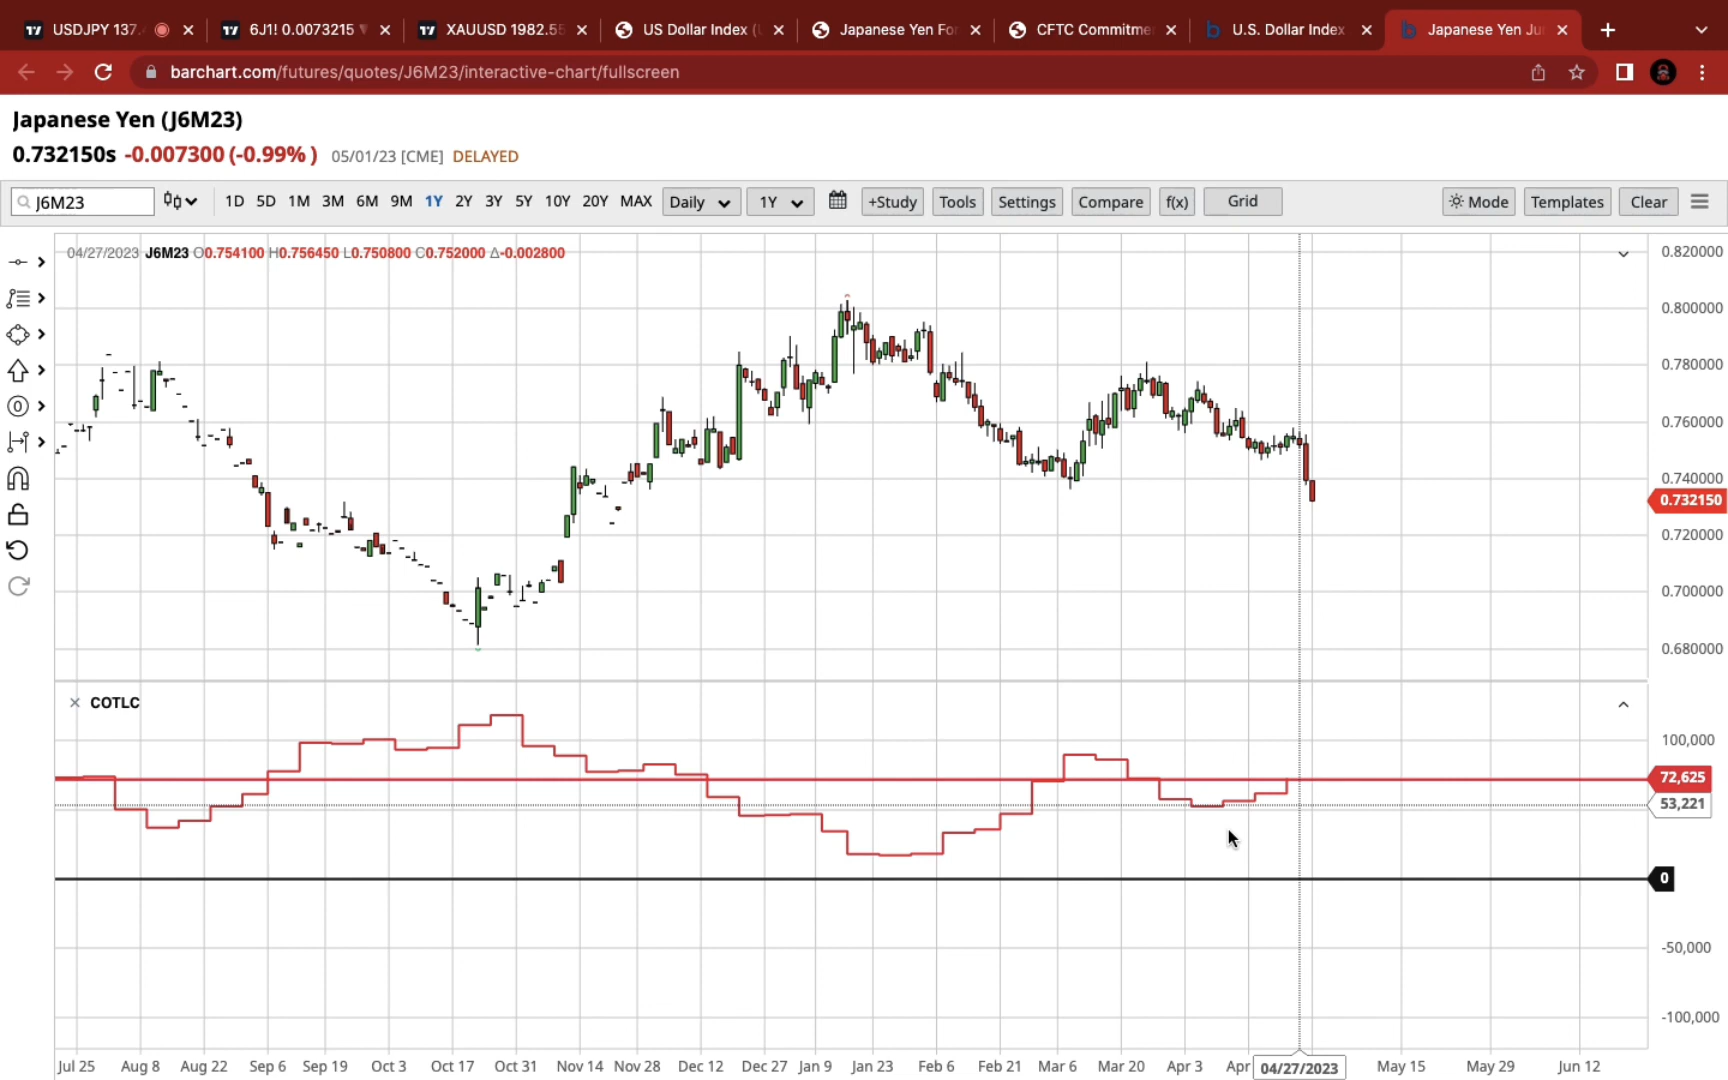 USDJPY 137. 6J1! 0.0073215 XAUUSD 1982.55 US Dollar Index ( Japanese Yen For CFTC Commitme U.S. Dollar Index Japanese Yen Ju
barchart.com/futures/quotes/J6M23/interactive-chart/fullscreen
Japanese Yen (J6M23)
0.732150s -0.007300 (-0.99%) 05/01/23 [CME] DELAYED
J6M23 1D 5D 1M 3M 6M 9M 1Y 2Y 3Y 5Y 10Y 20Y MAX Daily 1Y +Study Tools Settings Compare f(x) Grid Mode Templates Clear
04/27/2023 J6M23 O0.754100 H0.756450 L0.750800 C0.752000 Δ-0.002800
0.820000
0.800000
0.780000
0.760000
0.740000
0.732150
0.720000
0.700000
0.680000
COTLC
100,000
72,625
53,221
0
-50,000
-100,000
Jul 25 Aug 8 Aug 22 Sep 6 Sep 19 Oct 3 Oct 17 Oct 31 Nov 14 Nov 28 Dec 12 Dec 27 Jan 9 Jan 23 Feb 6 Feb 21 Mar 6 Mar 20 Apr 3 Apr 04/27/2023 May 15 May 29 Jun 12